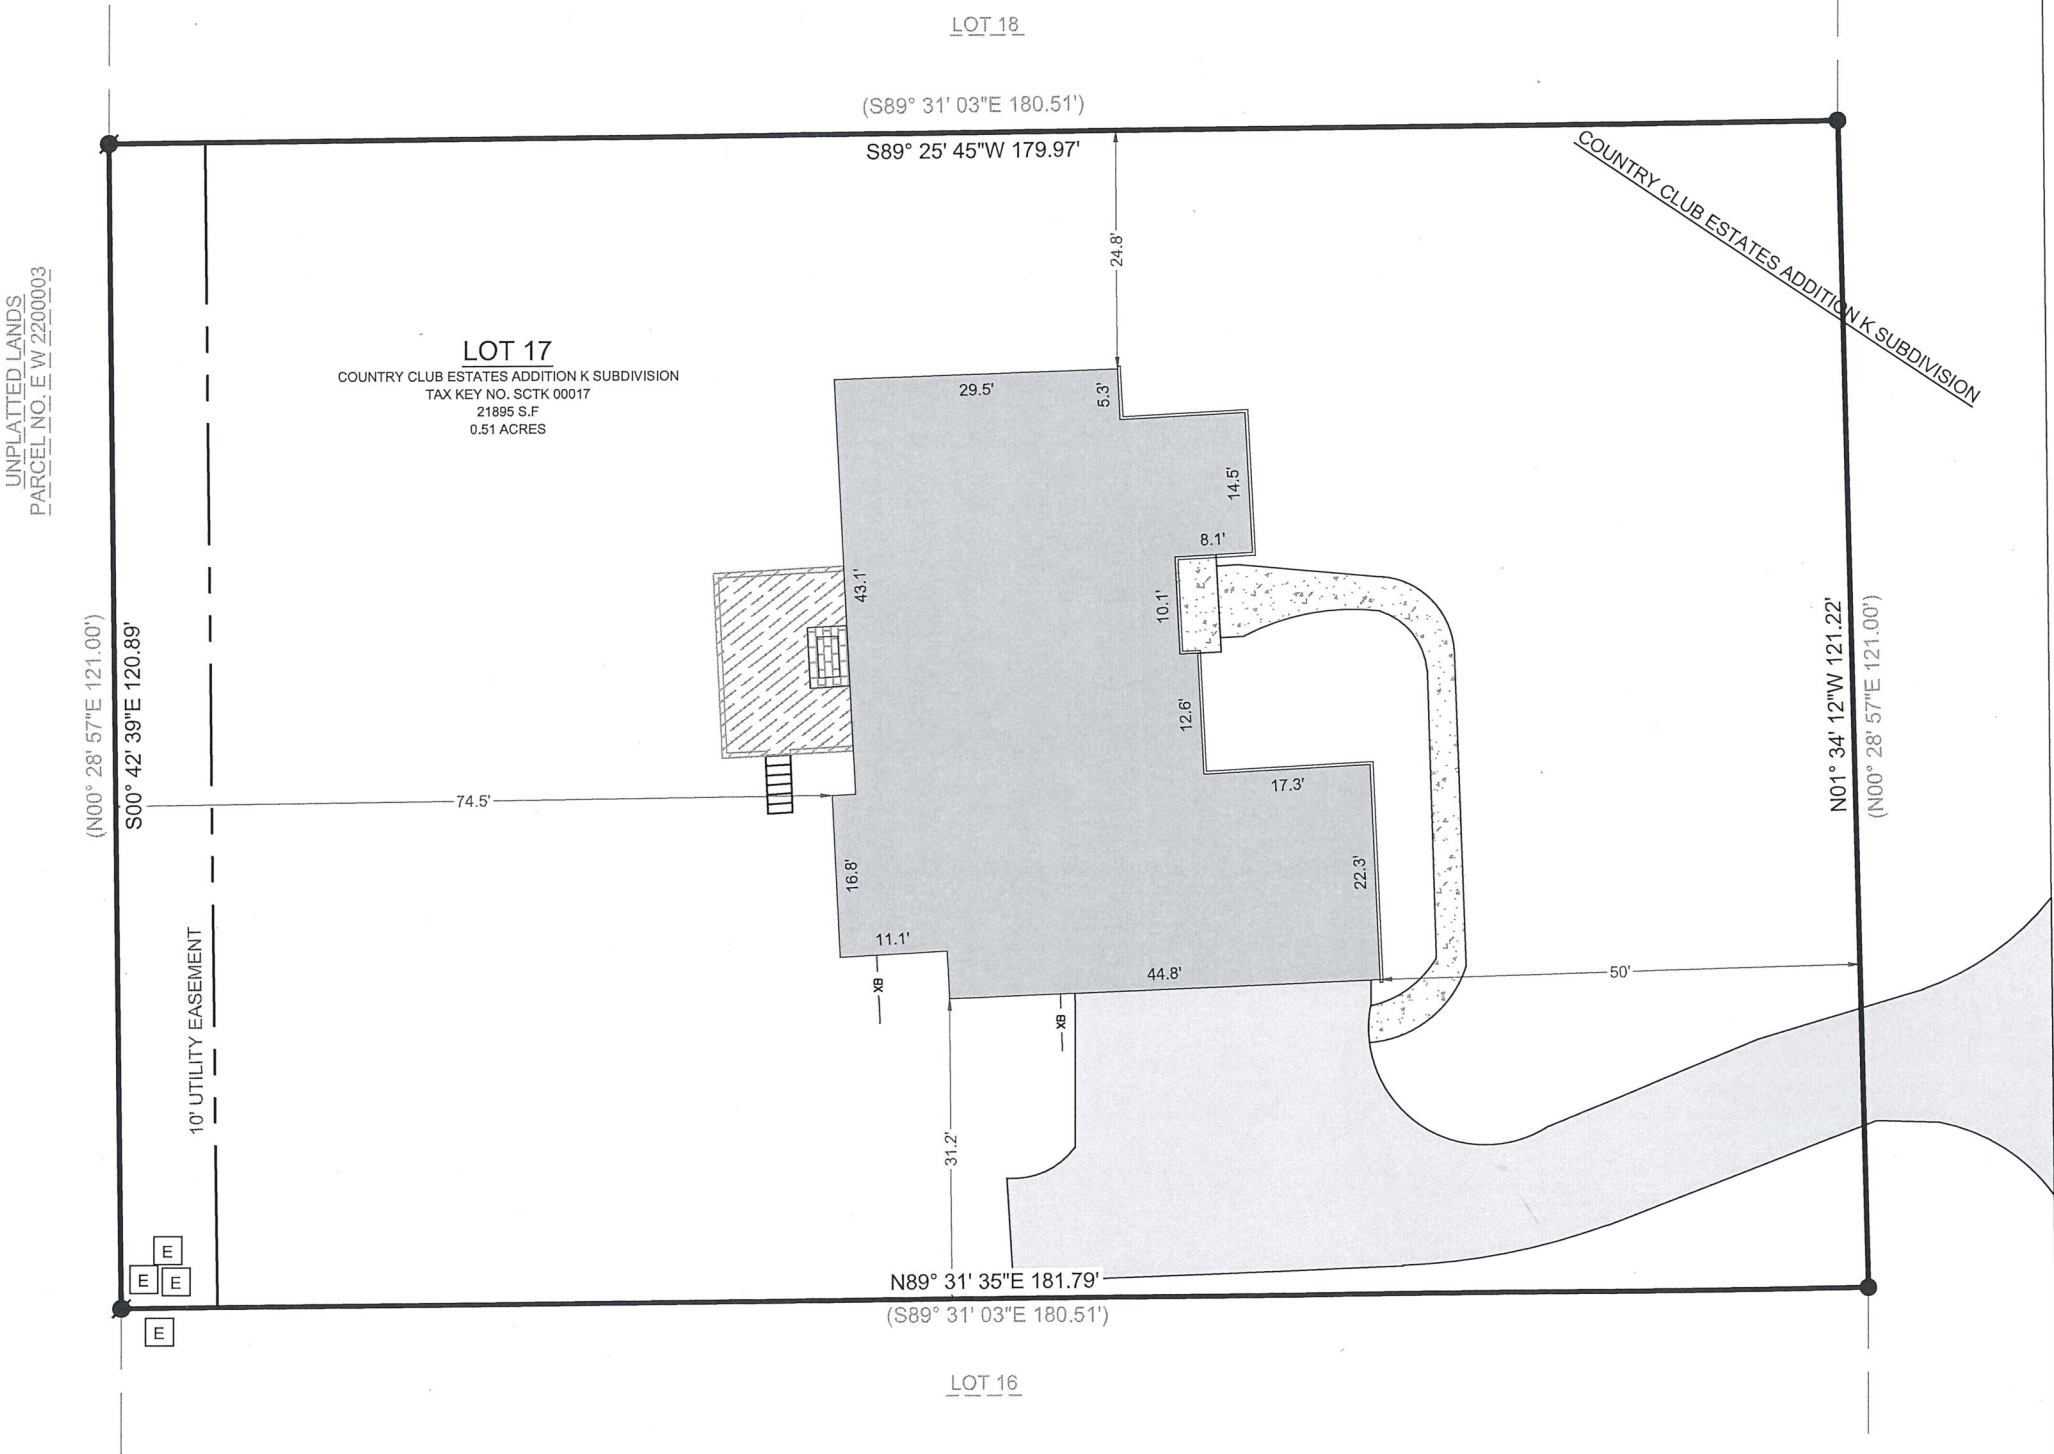 LOT 18
(S89° 31' 03"E 180.51')
S89° 25' 45"W 179.97'
COUNTRY CLUB ESTATES ADDITION K SUBDIVISION
24.8'
UNPLATTED LANDS
PARCEL NO. E W 2200003
LOT 17
COUNTRY CLUB ESTATES ADDITION K SUBDIVISION
TAX KEY NO. SCTK 00017
21895 S.F
0.51 ACRES
29.5'
5.3'
14.5'
8.1'
43.1'
10.1'
12.6'
17.3'
(N00° 28' 57"E 121.00')
S00° 42' 39"E 120.89'
N01° 34' 12"W 121.22'
(N00° 28' 57"E 121.00')
74.5'
16.8'
22.3'
11.1'
44.8'
50'
XB
XB
10' UTILITY EASEMENT
31.2'
E
E
E
E
N89° 31' 35"E 181.79'
(S89° 31' 03"E 180.51')
LOT 16